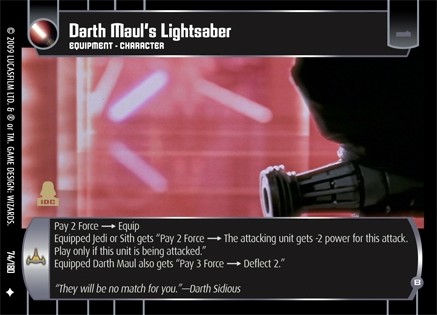 Darth Maul's Lightsaber
EQUIPMENT - CHARACTER
© 2009 LUCASFILM LTD. & ® or TM. GAME DESIGN: WIZARDS.
74/180
IDC
Pay 2 Force → Equip
Equipped Jedi or Sith gets “Pay 2 Force → The attacking unit gets -2 power for this attack.
Play only if this unit is being attacked.”
Equipped Darth Maul also gets “Pay 3 Force → Deflect 2.”
“They will be no match for you.”—Darth Sidious